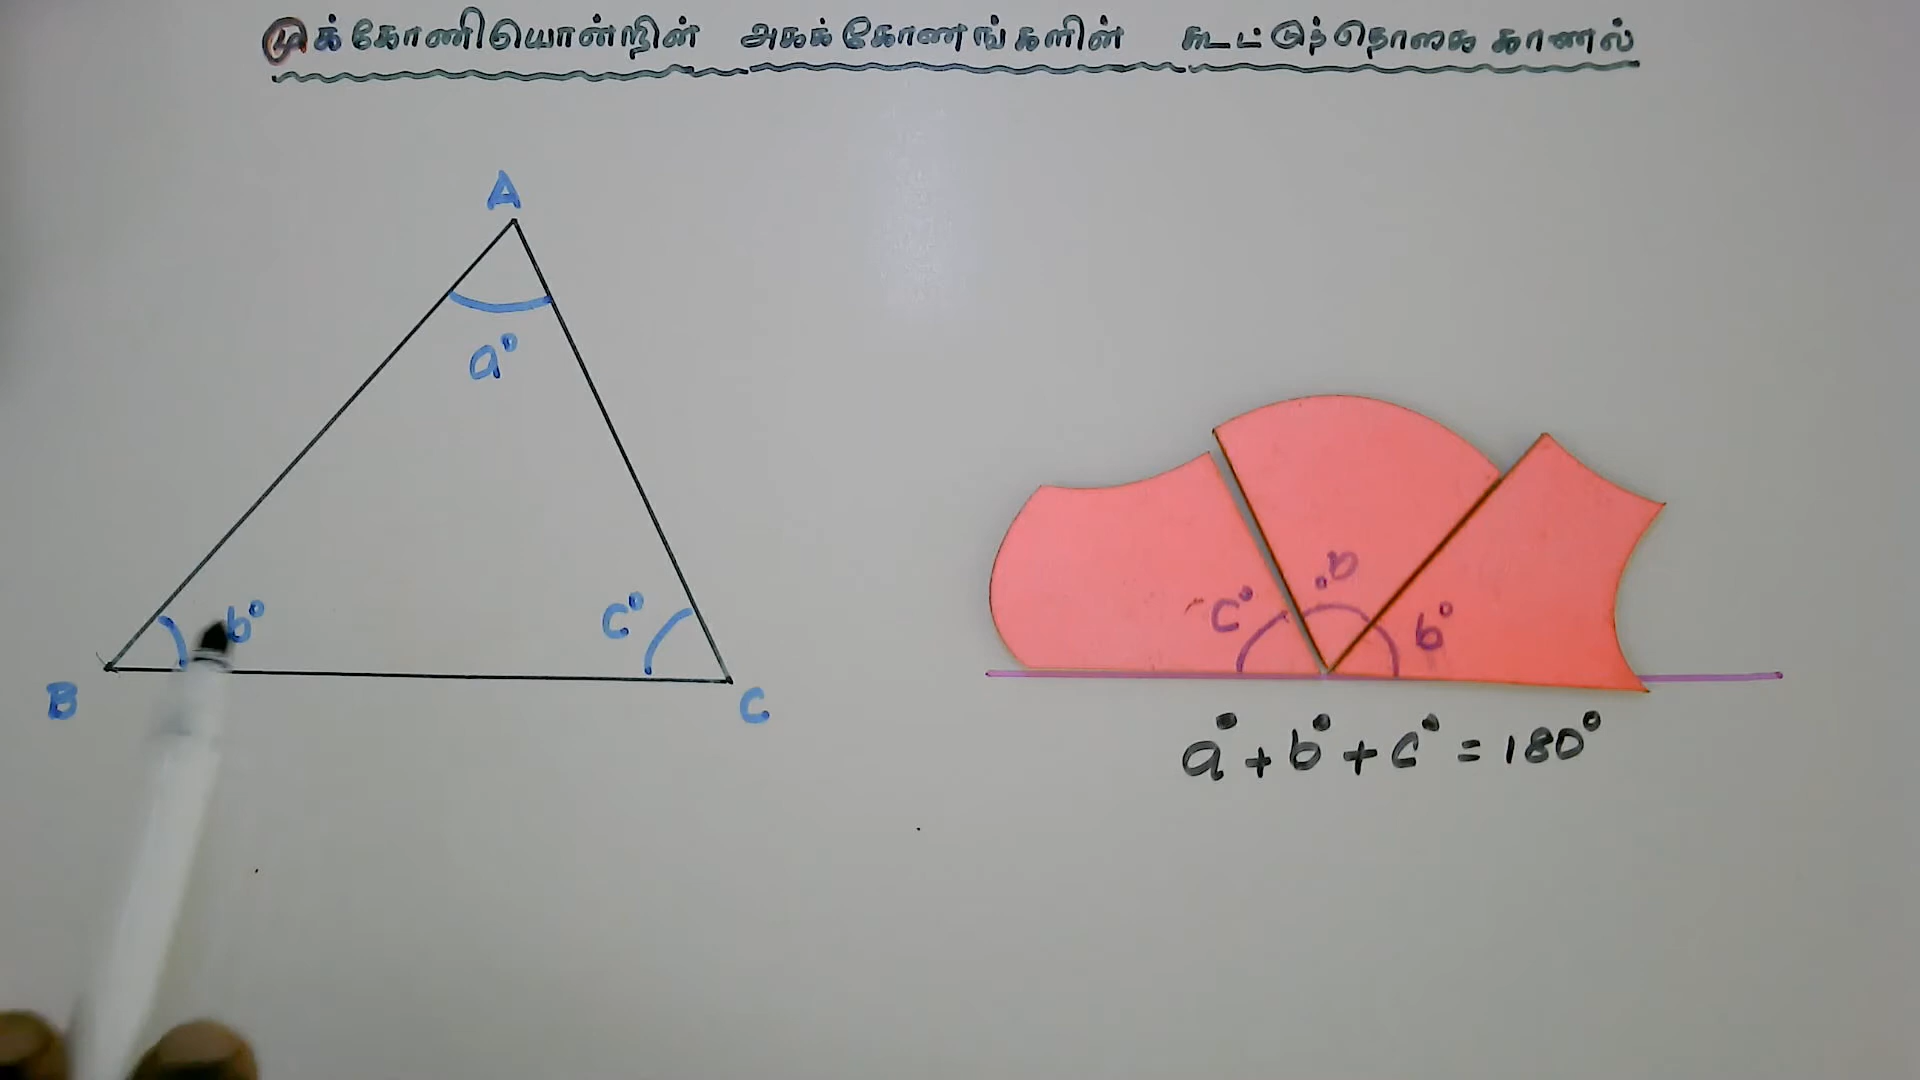 முக்கோணியொன்றின் அகக்கோணங்களின் கூட்டுத்தொகை காணல்
A
a°
b°
c°
B
C
c°
a°
b°
a° + b° + c° = 180°